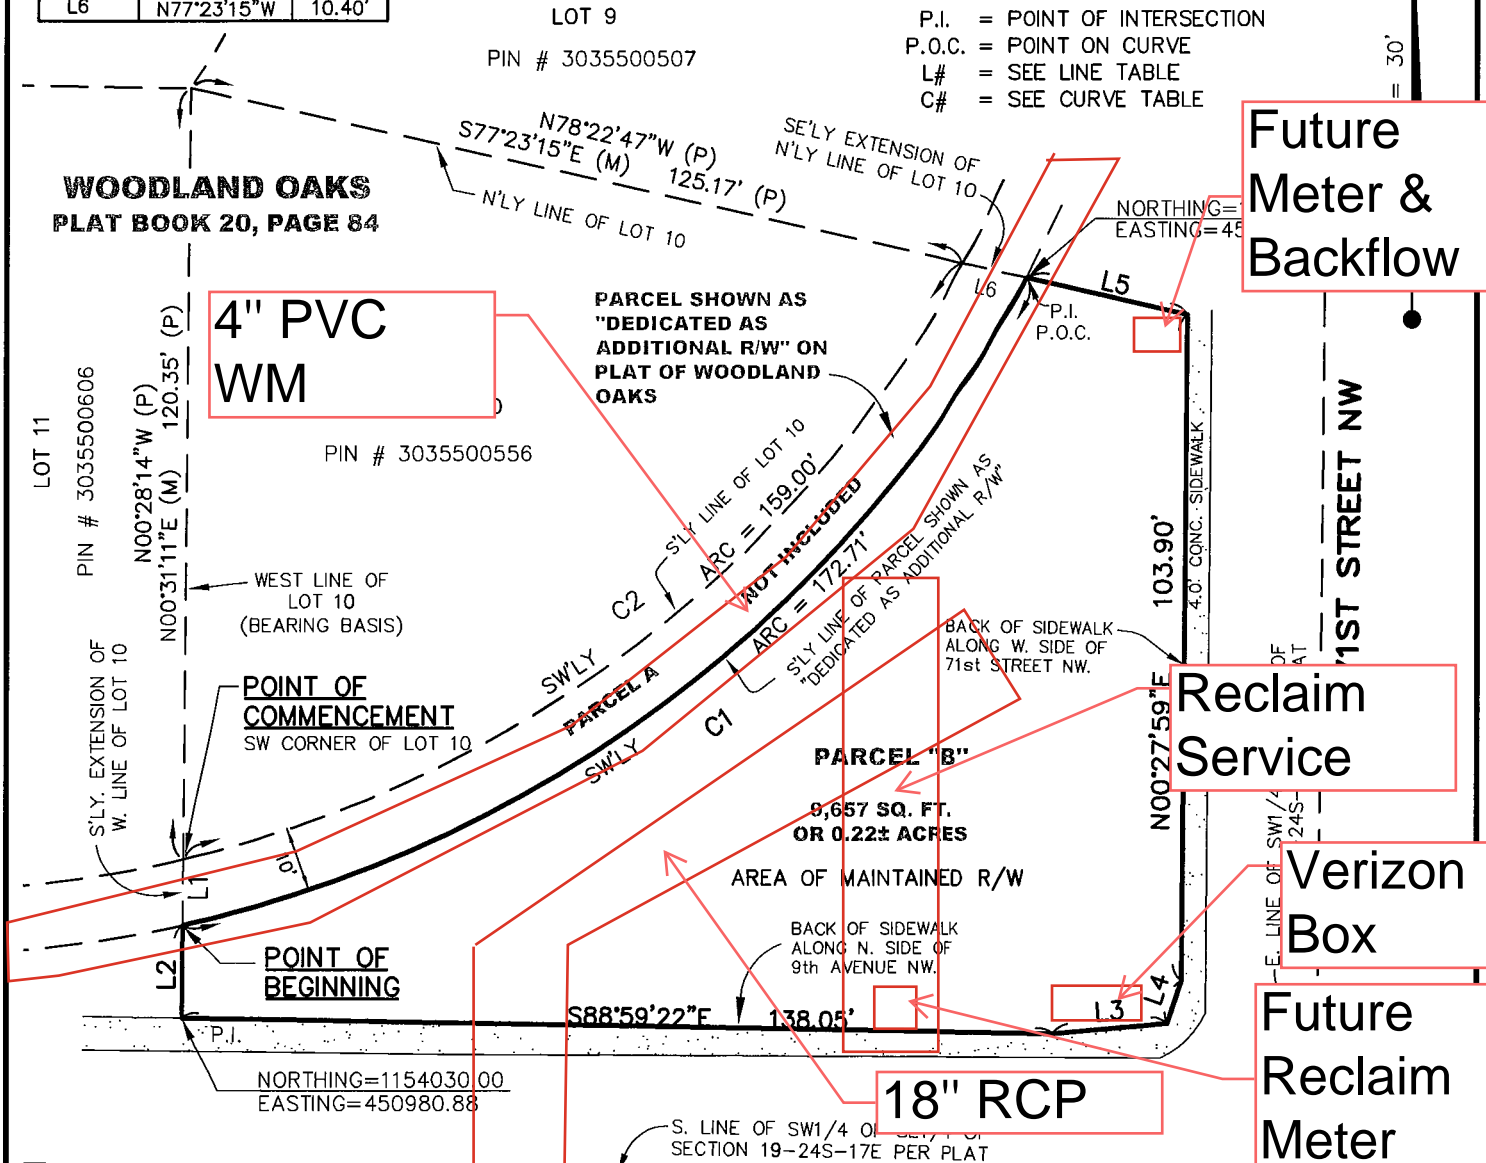 L6 N77°23'15"W 10.40'
LOT 9
PIN # 3035500507
P.I. = POINT OF INTERSECTION
P.O.C. = POINT ON CURVE
L# = SEE LINE TABLE
C# = SEE CURVE TABLE
= 30'
Future
Meter &
Backflow
N78°22'47"W (P)
S77°23'15"E (M) 125.17' (P)
SE'LY EXTENSION OF
N'LY LINE OF LOT 10
N'LY LINE OF LOT 10
WOODLAND OAKS
PLAT BOOK 20, PAGE 84
NORTHING=
EASTING=45
L6
L5
P.I.
P.O.C.
4" PVC
WM
PARCEL SHOWN AS
"DEDICATED AS
ADDITIONAL R/W" ON
PLAT OF WOODLAND
OAKS
LOT 11
PIN # 3035500606
N00°28'14"W (P) 120.35' (P)
N00°31'11"E (M)
PIN # 3035500556
WEST LINE OF
LOT 10
(BEARING BASIS)
S'LY LINE OF LOT 10
ARC = 159.00'
C2
SW'LY
NOT INCLUDED
PARCEL A
ARC = 172.71'
C1
SW'LY
S'LY LINE OF PARCEL SHOWN AS
"DEDICATED AS ADDITIONAL R/W"
4.0' CONC. SIDEWALK
103.90'
N00°27'59"E
71ST STREET NW
BACK OF SIDEWALK
ALONG W. SIDE OF
71st STREET NW.
Reclaim
Service
S'LY. EXTENSION OF
W. LINE OF LOT 10
POINT OF
COMMENCEMENT
SW CORNER OF LOT 10
PARCEL "B"
9,657 SQ. FT.
OR 0.22± ACRES
AREA OF MAINTAINED R/W
E. LINE OF SW1/4 OF
24S-
AT
Verizon
Box
10'
L1
L2
POINT OF
BEGINNING
BACK OF SIDEWALK
ALONG N. SIDE OF
9th AVENUE NW.
S88°59'22"E 138.05'
L3
L4
P.I.
NORTHING=1154030.00
EASTING=450980.88
18" RCP
Future
Reclaim
Meter
S. LINE OF SW1/4 OF
SECTION 19-24S-17E PER PLAT